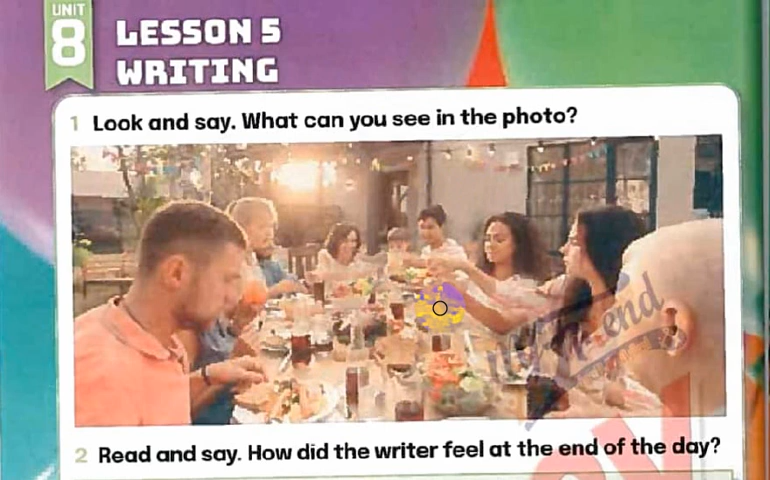 UNIT
8
LESSON 5
WRITING
1 Look and say. What can you see in the photo?
2 Read and say. How did the writer feel at the end of the day?